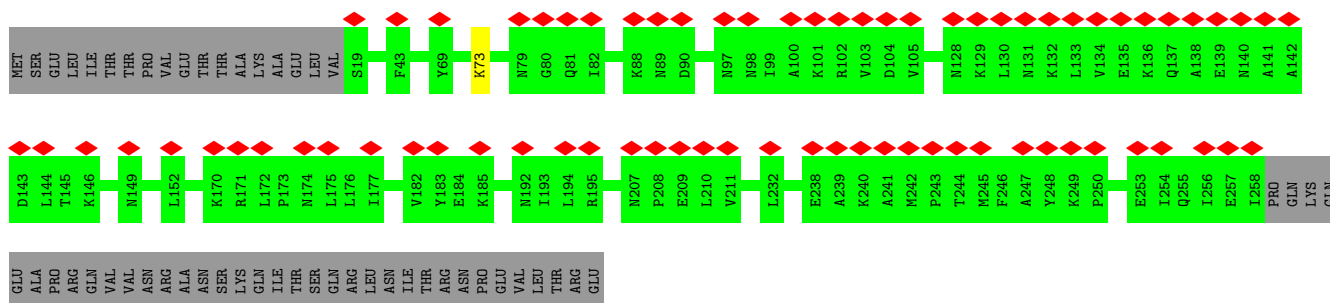 MET SER GLU LEU ILE THR THR PRO VAL GLU THR THR ALA LYS ALA GLU LEU VAL S19 F43 Y69 K73 N79 G80 Q81 I82 K88 N89 D90 N97 N98 I99 A100 K101 R102 V103 D104 V105 N128 K129 L130 N131 K132 L133 V134 E135 K136 Q137 A138 E139 N140 A141 A142
D143 L144 T145 K146 N149 L152 K170 R171 L172 P173 N174 L175 L176 I177 V182 Y183 E184 K185 N192 I193 L194 R195 N207 P208 E209 L210 V211 L232 E238 A239 K240 A241 M242 P243 T244 M245 F246 A247 Y248 K249 P250 E253 I254 Q255 I256 E257 I258 PRO GLN LYS GLN
GLU ALA PRO ARG GLN VAL VAL ASN ARG ALA ASN SER LYS GLN ILE THR SER GLN ARG LEU ASN ILE THR ARG ASN PRO GLU VAL LEU THR ARG GLU